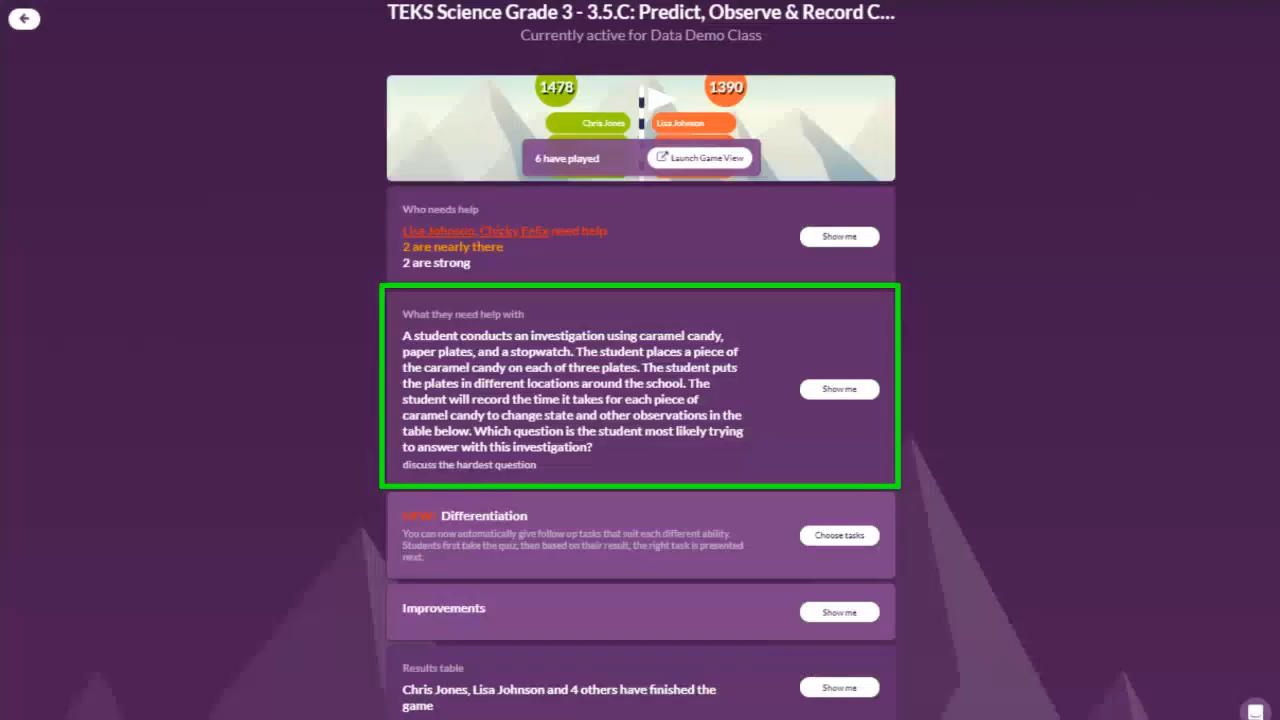 TEKS Science Grade 3 - 3.5.C: Predict, Observe & Record C...
Currently active for Data Demo Class
1478
1390
Chris Jones
Lisa Johnson
6 have played
Launch Game View
Who needs help
Lisa Johnson, Chicky Felix need help
2 are nearly there
2 are strong
Show me
What they need help with
A student conducts an investigation using caramel candy,
paper plates, and a stopwatch. The student places a piece of
the caramel candy on each of three plates. The student puts
the plates in different locations around the school. The
student will record the time it takes for each piece of
caramel candy to change state and other observations in the
table below. Which question is the student most likely trying
to answer with this investigation?
discuss the hardest question
Show me
NEW! Differentiation
You can now automatically give follow up tasks that suit each different ability.
Students first take the quiz, then based on their result, the right task is presented
next.
Choose tasks
Improvements
Show me
Results table
Chris Jones, Lisa Johnson and 4 others have finished the
game
Show me